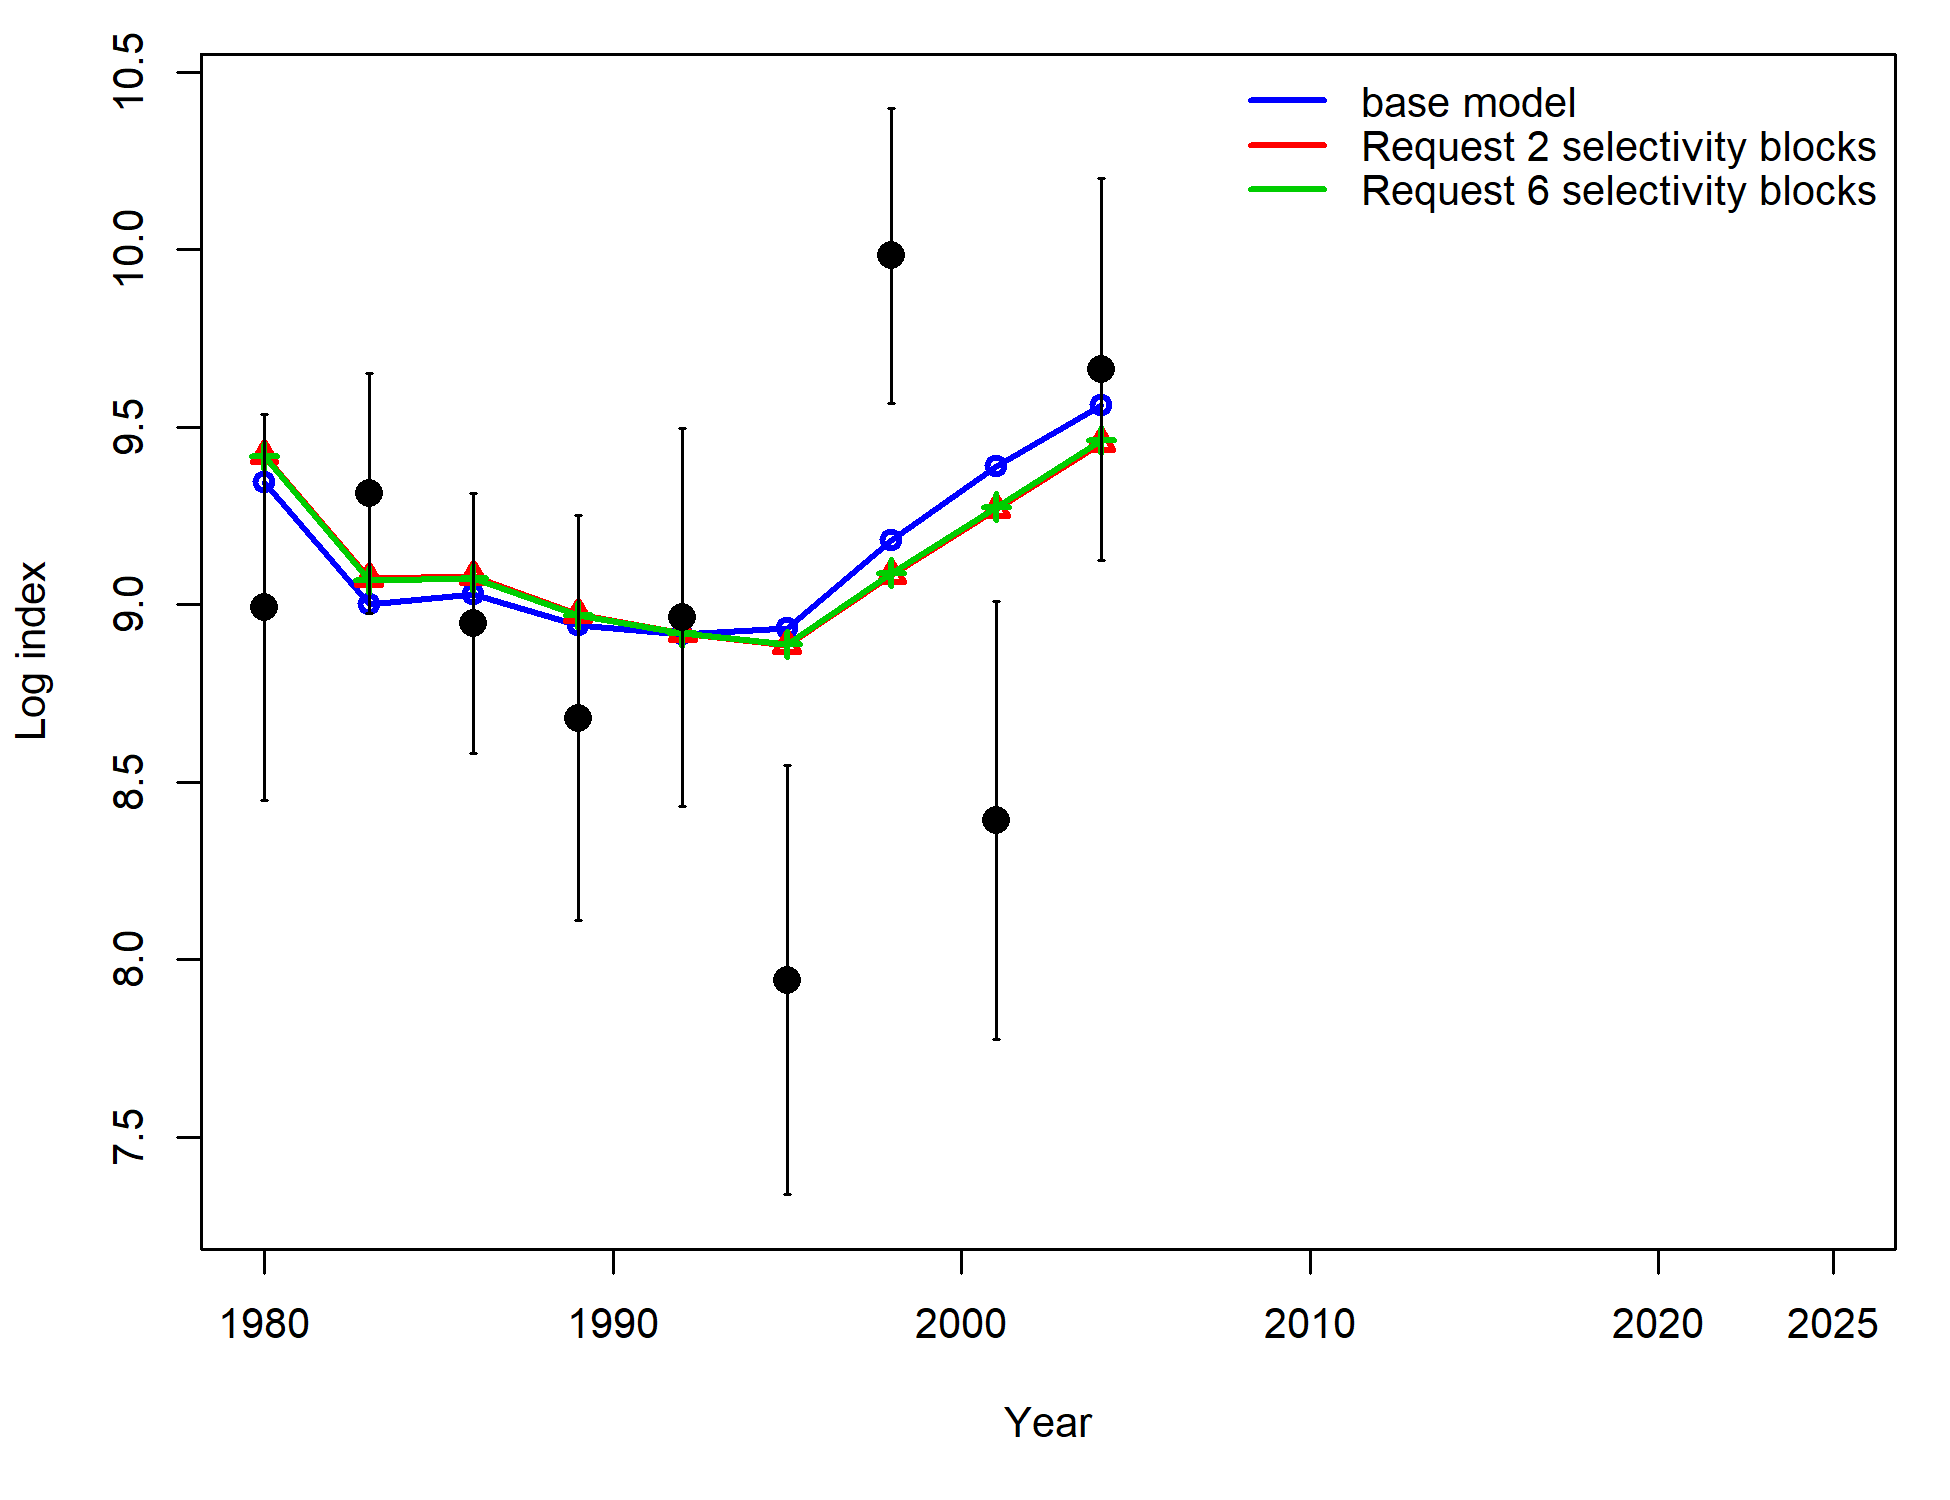 base model
Request 2 selectivity blocks
Request 6 selectivity blocks
10.5
10.0
9.5
9.0
8.5
8.0
7.5
Log index
1980 1990 2000 2010 2020 2025
Year